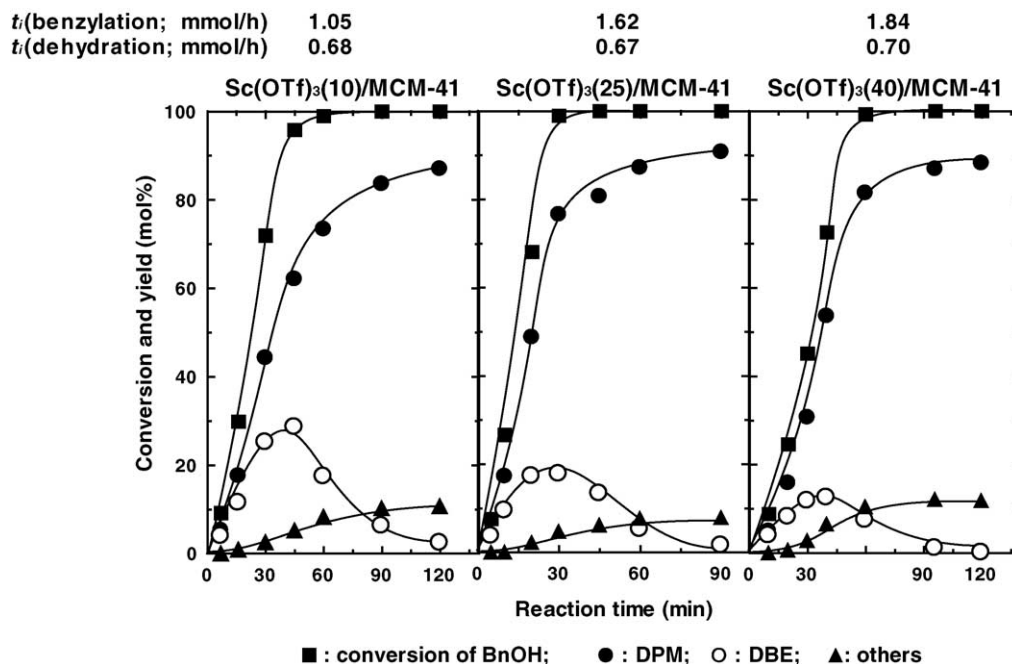 tᵢ(benzylation; mmol/h) 1.05 1.62 1.84
tᵢ(dehydration; mmol/h) 0.68 0.67 0.70
Sc(OTf)₃(10)/MCM-41 Sc(OTf)₃(25)/MCM-41 Sc(OTf)₃(40)/MCM-41
100
80
60
40
20
0
Conversion and yield (mol%)
0 30 60 90 120 0 30 60 90 0 30 60 90 120
Reaction time (min)
■ : conversion of BnOH; ● : DPM; ○ : DBE; ▲: others